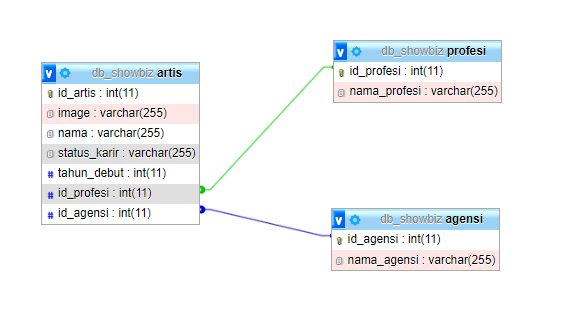 db_showbiz artis
id_artis : int(11)
image : varchar(255)
nama : varchar(255)
status_karir : varchar(255)
tahun_debut : int(11)
id_profesi : int(11)
id_agensi : int(11)
db_showbiz profesi
id_profesi : int(11)
nama_profesi : varchar(255)
db_showbiz agensi
id_agensi : int(11)
nama_agensi : varchar(255)